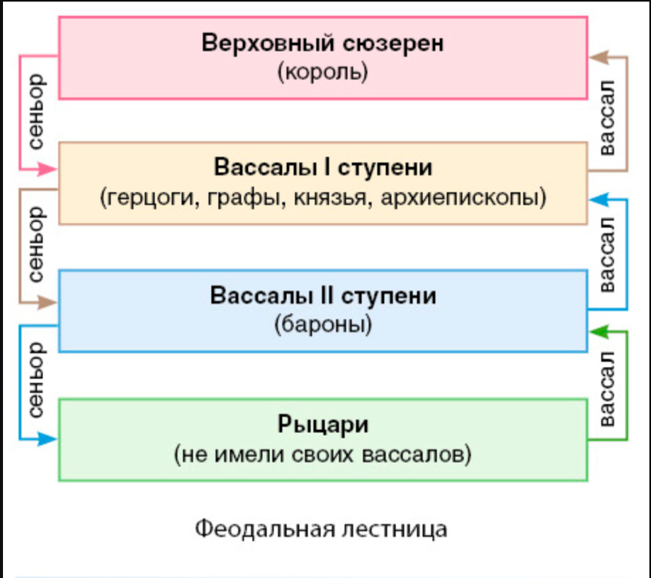 Верховный сюзерен
(король)
сеньор
вассал
Вассалы I ступени
(герцоги, графы, князья, архиепископы)
сеньор
вассал
Вассалы II ступени
(бароны)
сеньор
вассал
Рыцари
(не имели своих вассалов)
Феодальная лестница